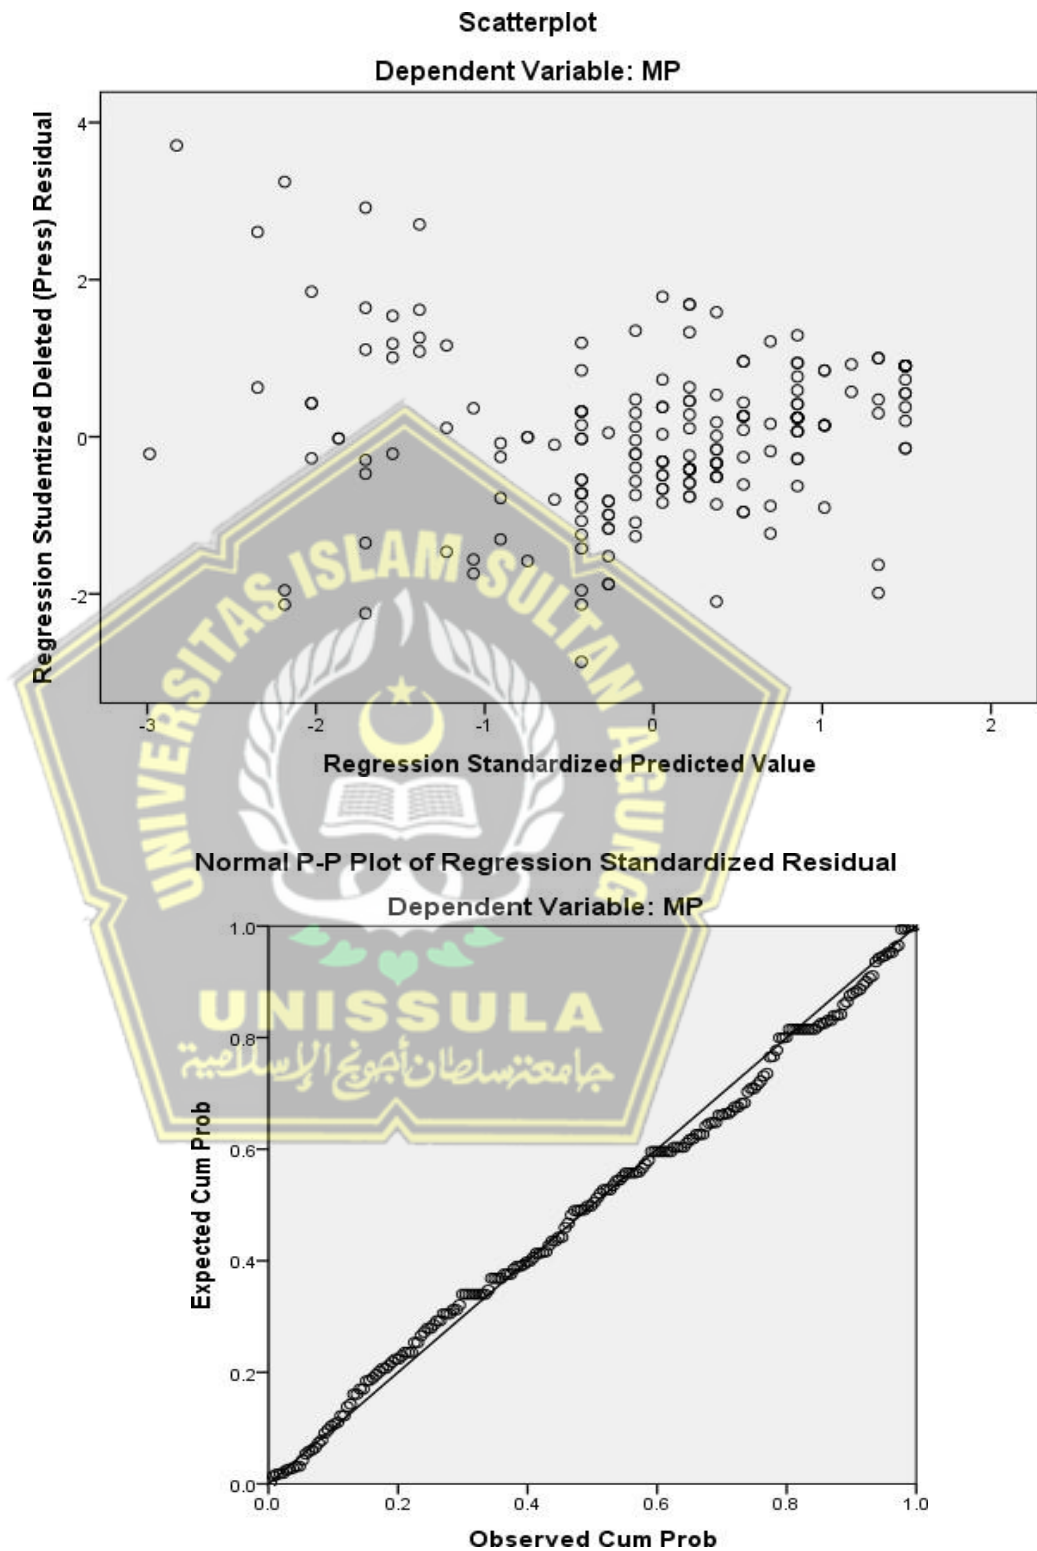 Scatterplot
Dependent Variable: MP
Regression Studentized Deleted (Press) Residual
4
2
0
-2
-3 -2 -1 0 1 2
Regression Standardized Predicted Value
UNIVERSITAS ISLAM SULTAN AGUNG
UNISSULA
جامعة سلطان أجونج الإسلامية
Normal P-P Plot of Regression Standardized Residual
Dependent Variable: MP
Expected Cum Prob
1.0
0.8
0.6
0.4
0.2
0.0
0.0 0.2 0.4 0.6 0.8 1.0
Observed Cum Prob